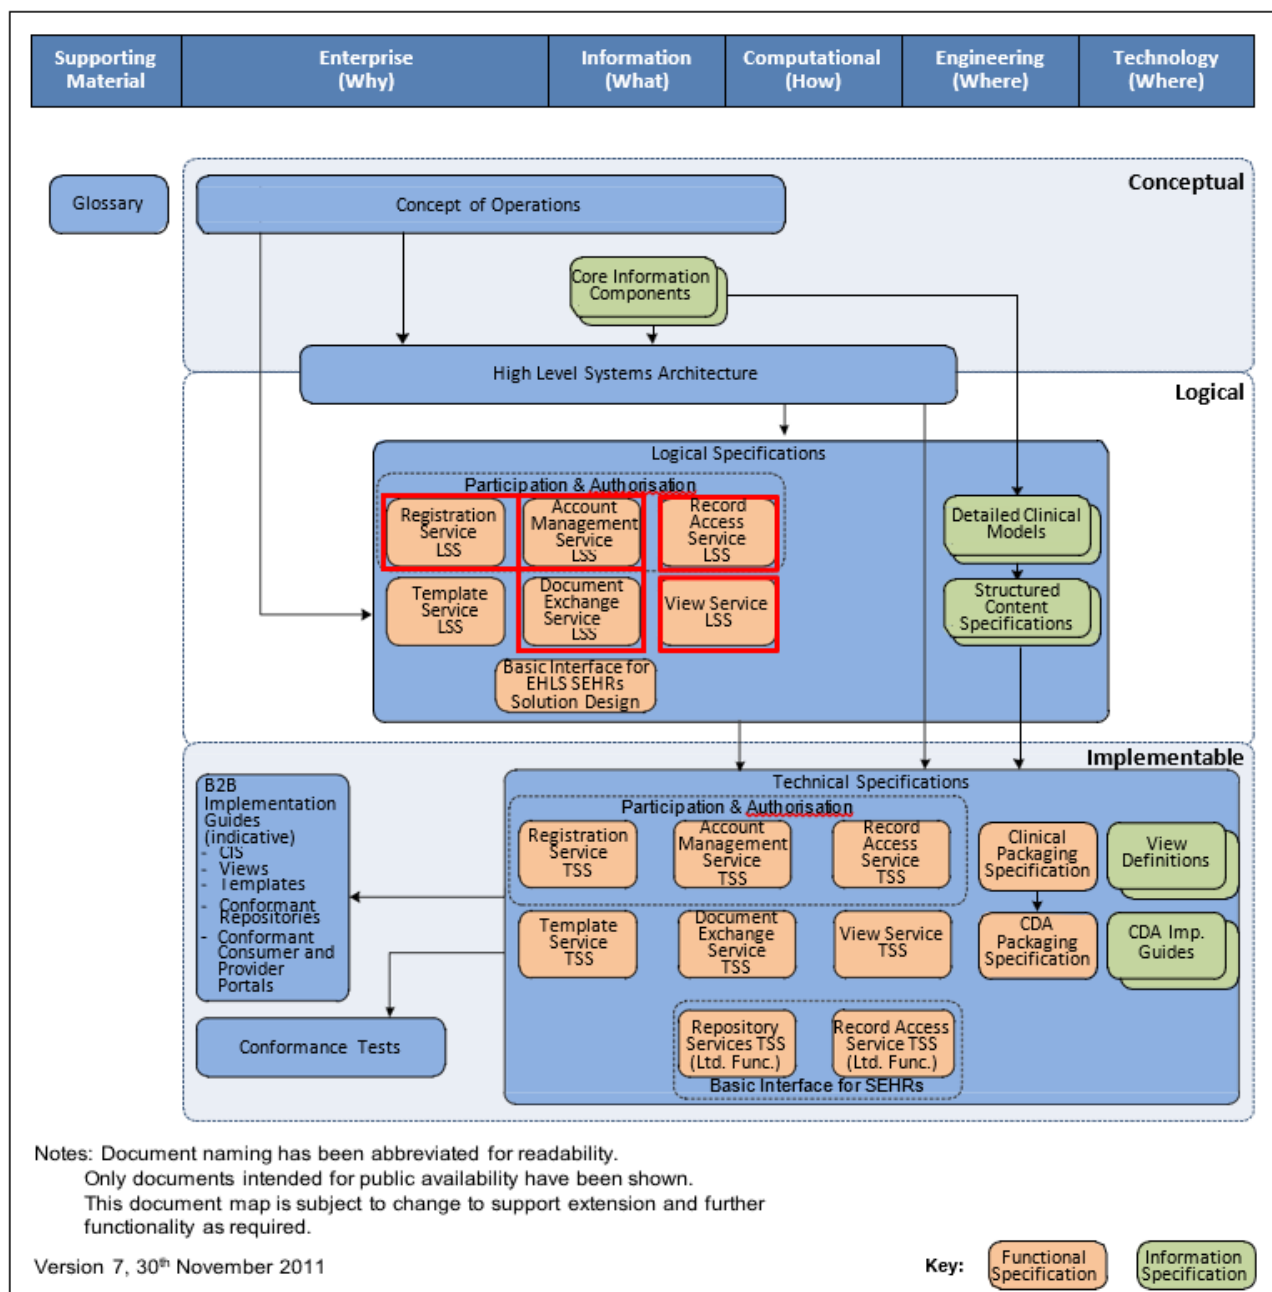 Supporting
Material
Enterprise
(Why)
Information
(What)
Computational
(How)
Engineering
(Where)
Technology
(Where)
Conceptual
Glossary
Concept of Operations
Core Information
Components
High Level Systems Architecture
Logical
Logical Specifications
Participation & Authorisation
Registration
Service
LSS
Account
Management
Service
LSS
Record
Access
Service
LSS
Template
Service
LSS
Document
Exchange
Service
LSS
View Service
LSS
Basic Interface for
EHLS SEHRs
Solution Design
Detailed Clinical
Models
Structured
Content
Specifications
Implementable
B2B
Implementation
Guides
(indicative)
- CIS
- Views
- Templates
- Conformant
Repositories
- Conformant
Consumer and
Provider
Portals
Conformance Tests
Technical Specifications
Participation & Authorisation
Registration
Service
TSS
Account
Management
Service
TSS
Record
Access
Service
TSS
Clinical
Packaging
Specification
View
Definitions
Template
Service
TSS
Document
Exchange
Service
TSS
View Service
TSS
CDA
Packaging
Specification
CDA Imp.
Guides
Repository
Services TSS
(Ltd. Func.)
Record Access
Service TSS
(Ltd. Func.)
Basic Interface for SEHRs
Notes: Document naming has been abbreviated for readability.
Only documents intended for public availability have been shown.
This document map is subject to change to support extension and further
functionality as required.
Version 7, 30th November 2011
Key:
Functional
Specification
Information
Specification